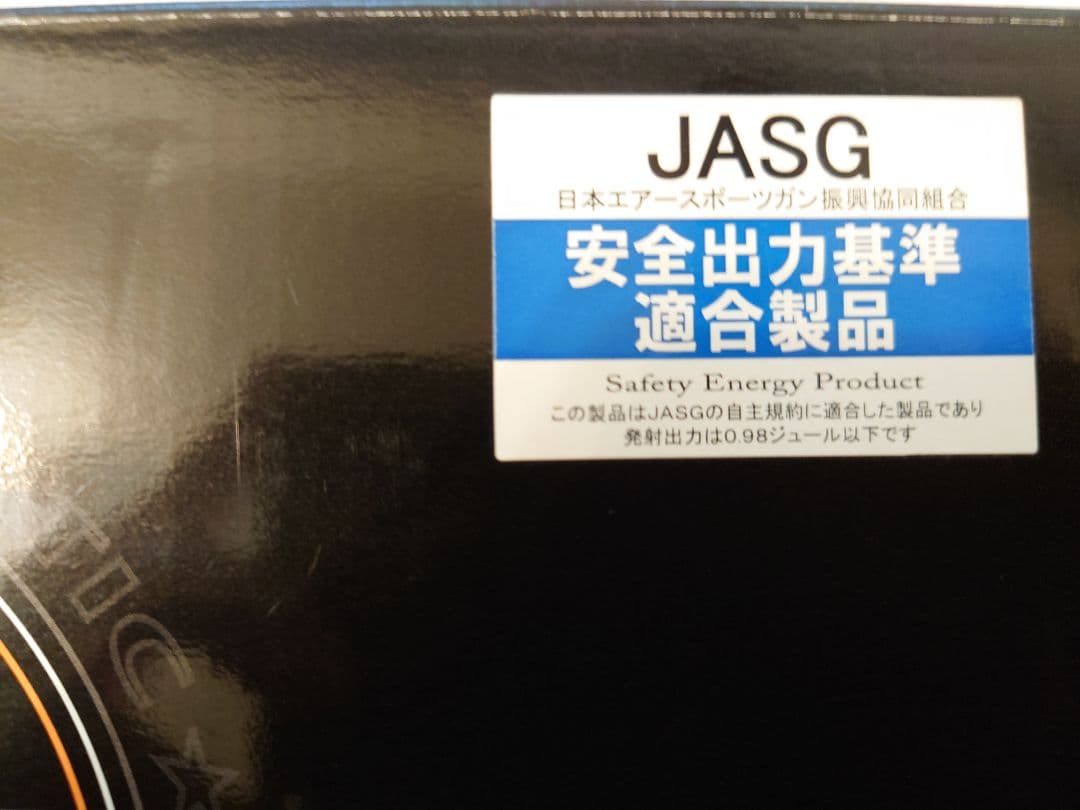 JASG
日本エアースポーツガン振興協同組合
安全出力基準
適合製品
Safety Energy Product
この製品はJASGの自主規約に適合した製品であり
発射出力は0.98ジュール以下です
TIC